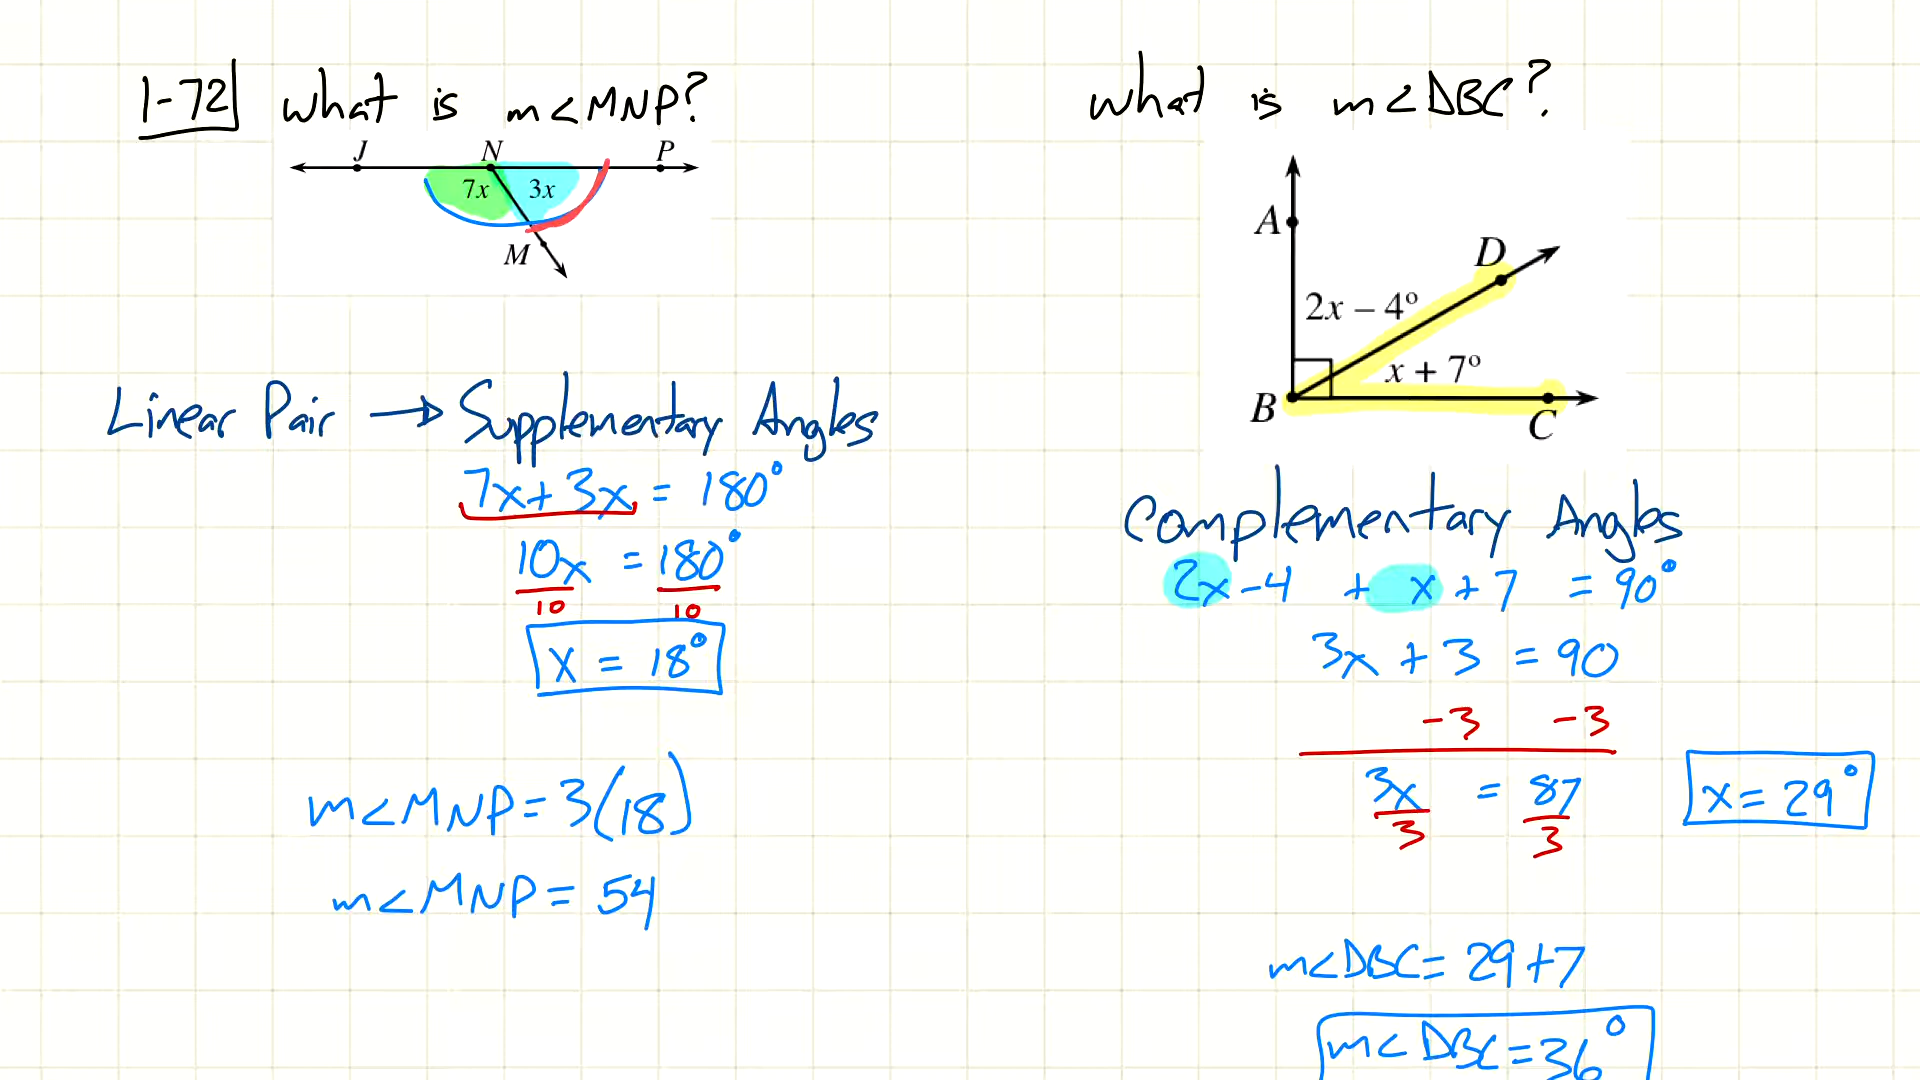 1-72 what is m<MNP?
J N P
7x 3x
M
Linear Pair → Supplementary Angles
7x + 3x = 180°
10x = 180°
10 10
x = 18°
m<MNP = 3(18)
m<MNP = 54
what is m<DBC?
A
D
2x – 4°
x + 7°
B
C
Complementary Angles
2x - 4 + x + 7 = 90°
3x + 3 = 90
-3 -3
3x = 87
3 3
x = 29°
m<DBC = 29 + 7
m<DBC = 36°